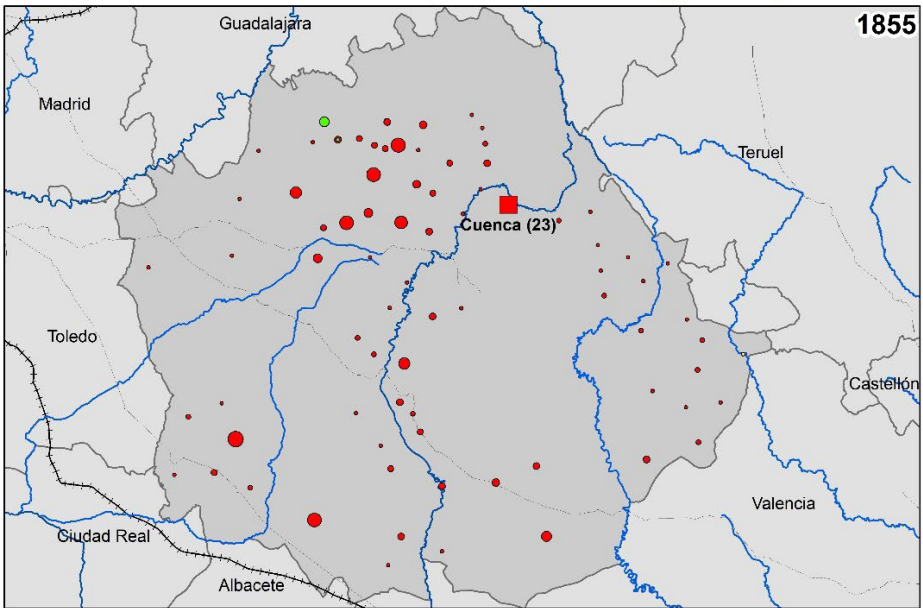 Guadalajara
1855
Madrid
Teruel
Cuenca (23)
Toledo
Castellón
Valencia
Ciudad Real
Albacete